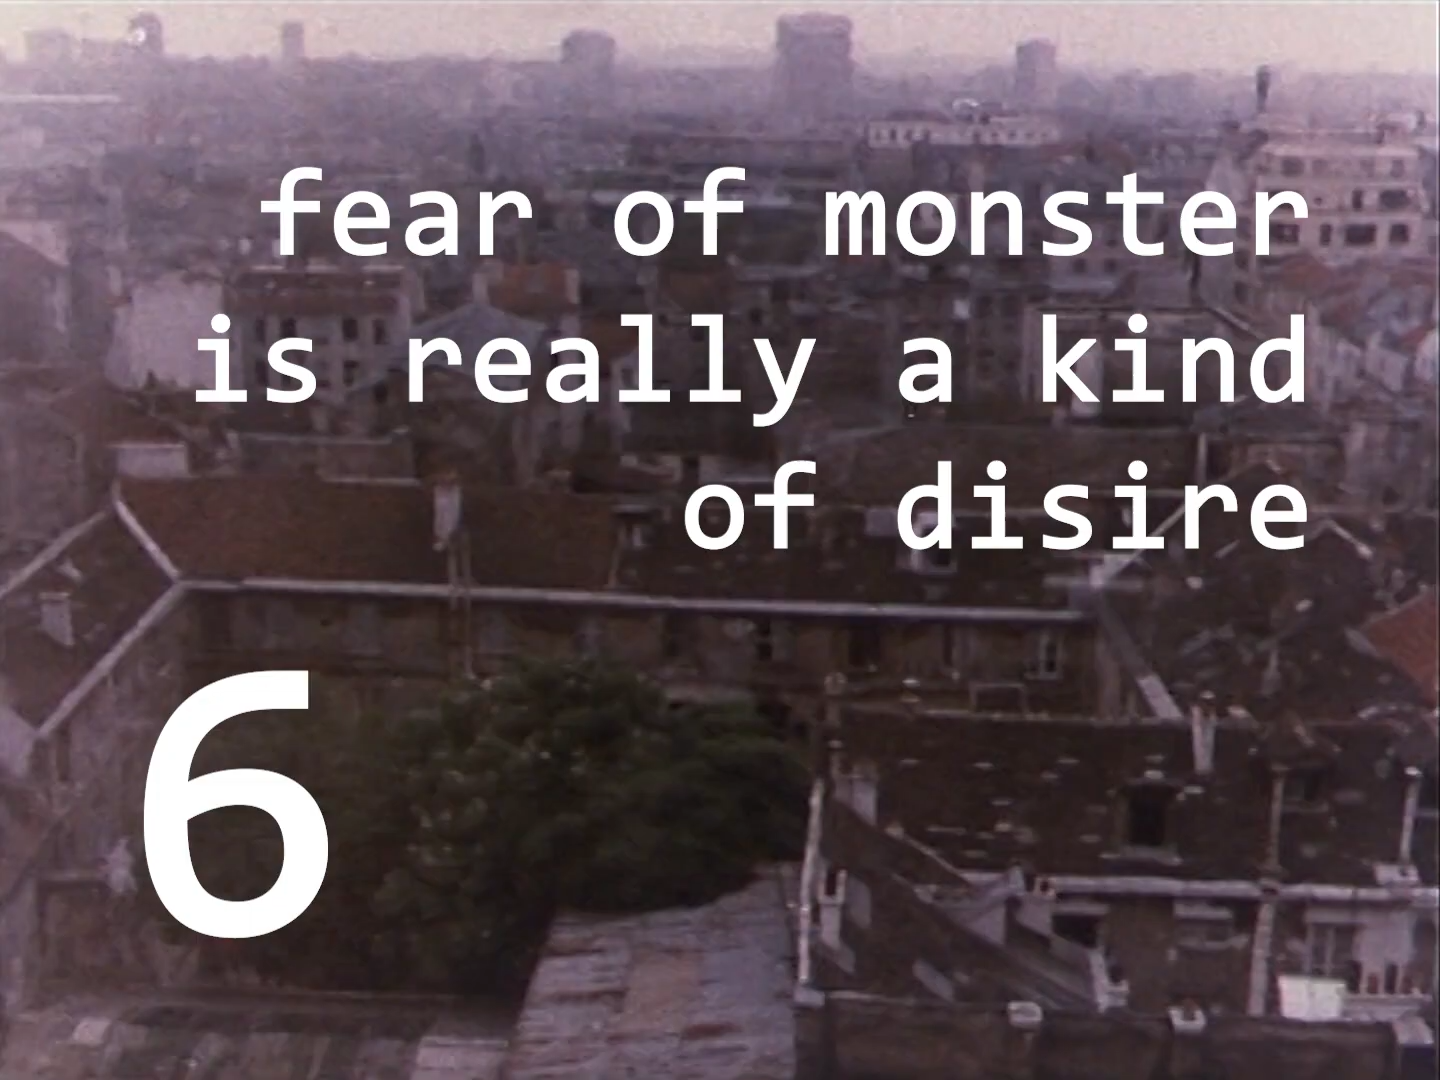 fear of monster
is really a kind
of disire
6